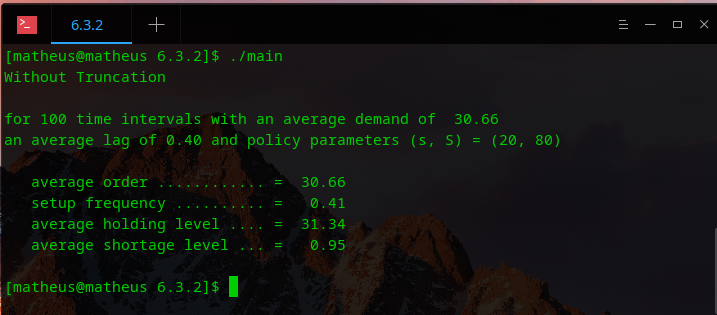 6.3.2
[matheus@matheus 6.3.2]$ ./main
Without Truncation
for 100 time intervals with an average demand of  30.66
an average lag of 0.40 and policy parameters (s, S) = (20, 80)
   average order ............ =  30.66
   setup frequency .......... =   0.41
   average holding level .... =  31.34
   average shortage level ... =   0.95
[matheus@matheus 6.3.2]$